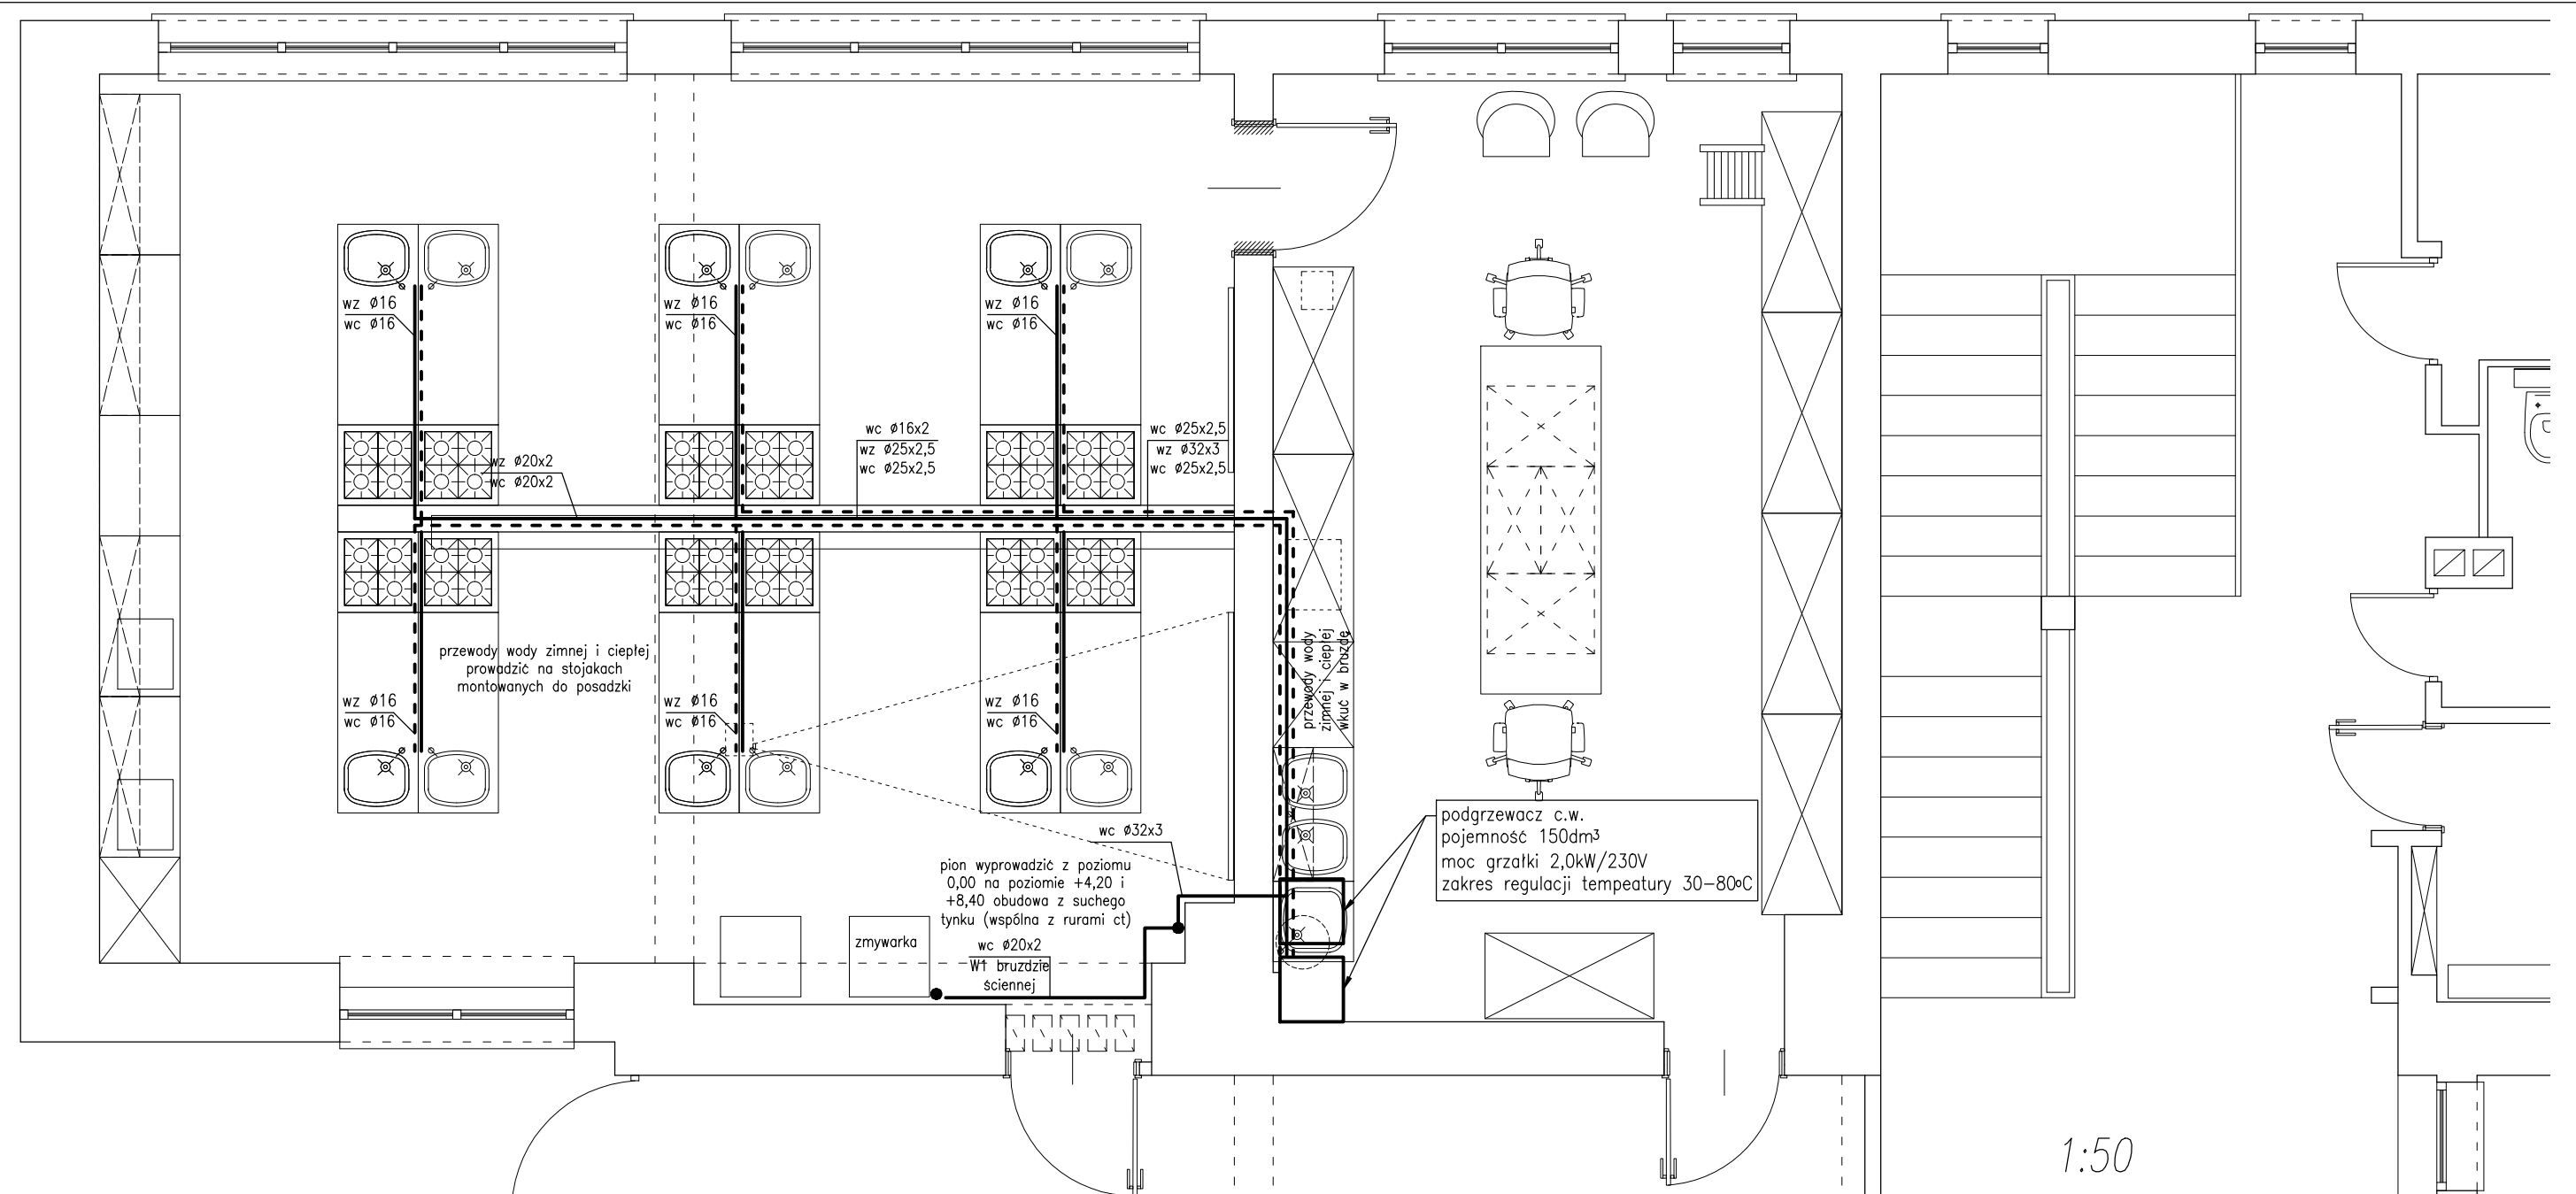 wz ø16
wc ø16
wz ø16
wc ø16
wz ø16
wc ø16
wz ø20x2
wc ø20x2
wc ø16x2
wz ø25x2,5
wc ø25x2,5
wc ø25x2,5
wz ø32x3
wc ø25x2,5
przewody wody zimnej i ciepłej
prowadzić na stojakach
montowanych do posadzki
wz ø16
wc ø16
wz ø16
wc ø16
wz ø16
wc ø16
przewody wody
zimnej i ciepłej
wkuć w bruzdę
wc ø32x3
pion wyprowadzić z poziomu
0,00 na poziomie +4,20 i
+8,40 obudowa z suchego
tynku (wspólna z rurami ct)
zmywarka
wc ø20x2
W1 bruzdzie
ściennej
podgrzewacz c.w.
pojemność 150dm³
moc grzałki 2,0kW/230V
zakres regulacji tempeatury 30–80ºC
1:50